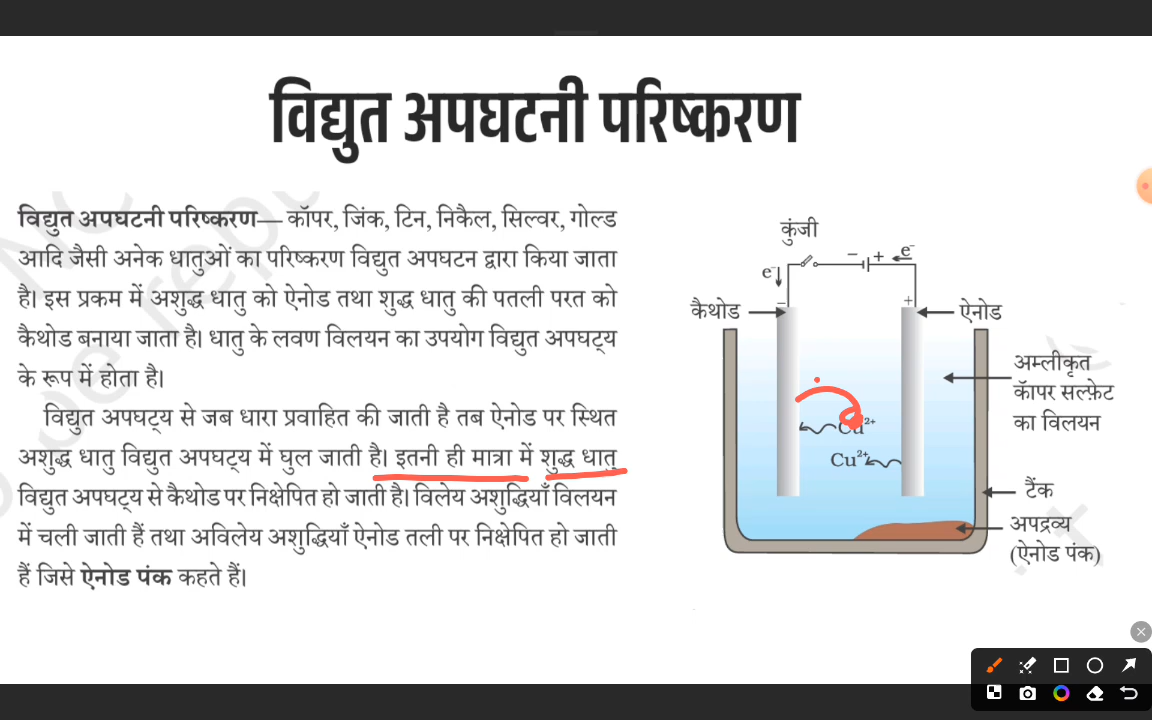 विद्युत अपघटनी परिष्करण
विद्युत अपघटनी परिष्करण— कॉपर, जिंक, टिन, निकैल, सिल्वर, गोल्ड
आदि जैसी अनेक धातुओं का परिष्करण विद्युत अपघटन द्वारा किया जाता
है। इस प्रकम में अशुद्ध धातु को ऐनोड तथा शुद्ध धातु की पतली परत को
कैथोड बनाया जाता है। धातु के लवण विलयन का उपयोग विद्युत अपघट्य
के रूप में होता है।
विद्युत अपघट्य से जब धारा प्रवाहित की जाती है तब ऐनोड पर स्थित
अशुद्ध धातु विद्युत अपघट्य में घुल जाती है। इतनी ही मात्रा में शुद्ध धातु
विद्युत अपघट्य से कैथोड पर निक्षेपित हो जाती है। विलेय अशुद्धियाँ विलयन
में चली जाती हैं तथा अविलेय अशुद्धियाँ ऐनोड तली पर निक्षेपित हो जाती
हैं जिसे ऐनोड पंक कहते हैं।
कुंजी
− + e⁻
e⁻
− +
कैथोड
ऐनोड
अम्लीकृत
कॉपर सल्फ़ेट
का विलयन
Cu²⁺
Cu²⁺
टैंक
अपद्रव्य
(ऐनोड पंक)